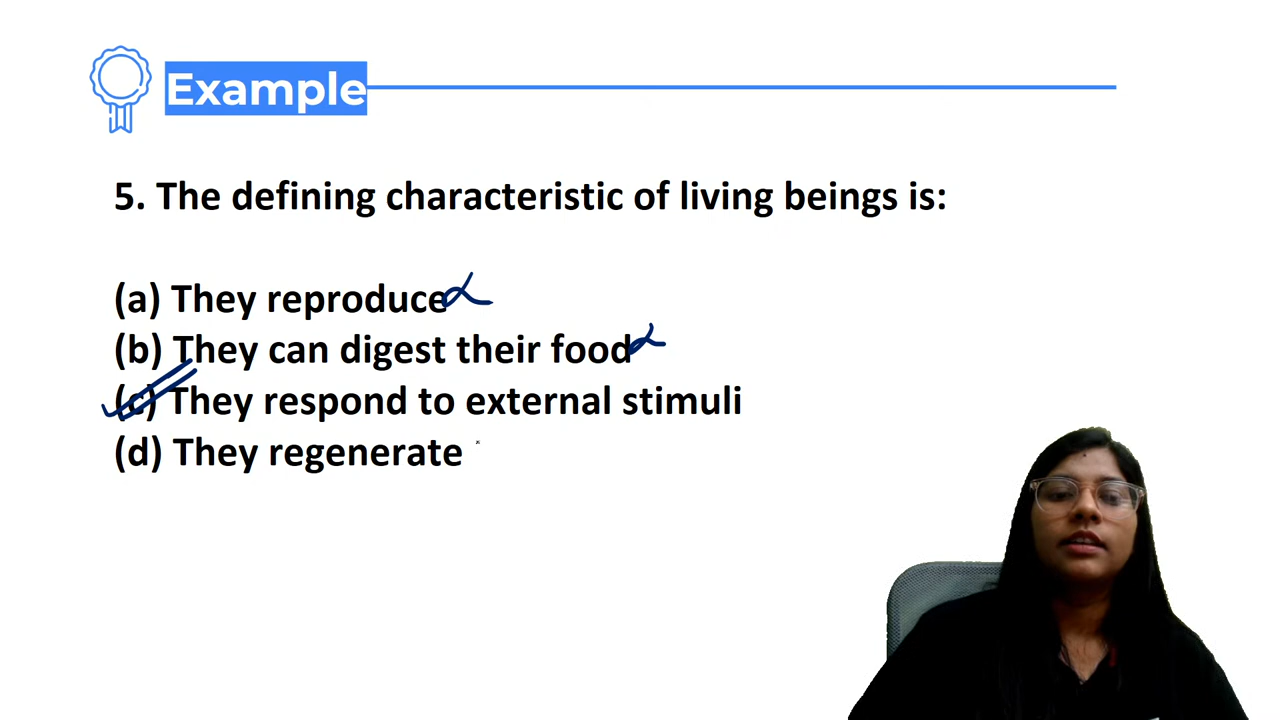 Example
5. The defining characteristic of living beings is:
(a) They reproduce
(b) They can digest their food
(c) They respond to external stimuli
(d) They regenerate